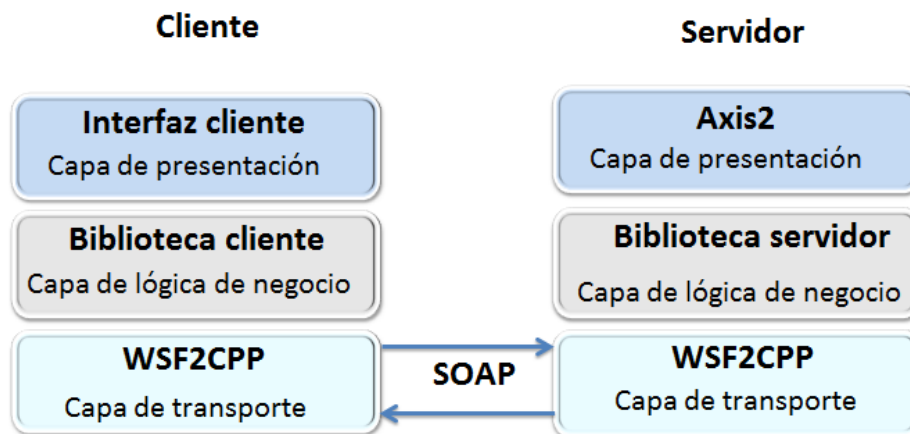 Cliente
Interfaz cliente
Capa de presentación
Biblioteca cliente
Capa de lógica de negocio
WSF2CPP
Capa de transporte
SOAP
Servidor
Axis2
Capa de presentación
Biblioteca servidor
Capa de lógica de negocio
WSF2CPP
Capa de transporte